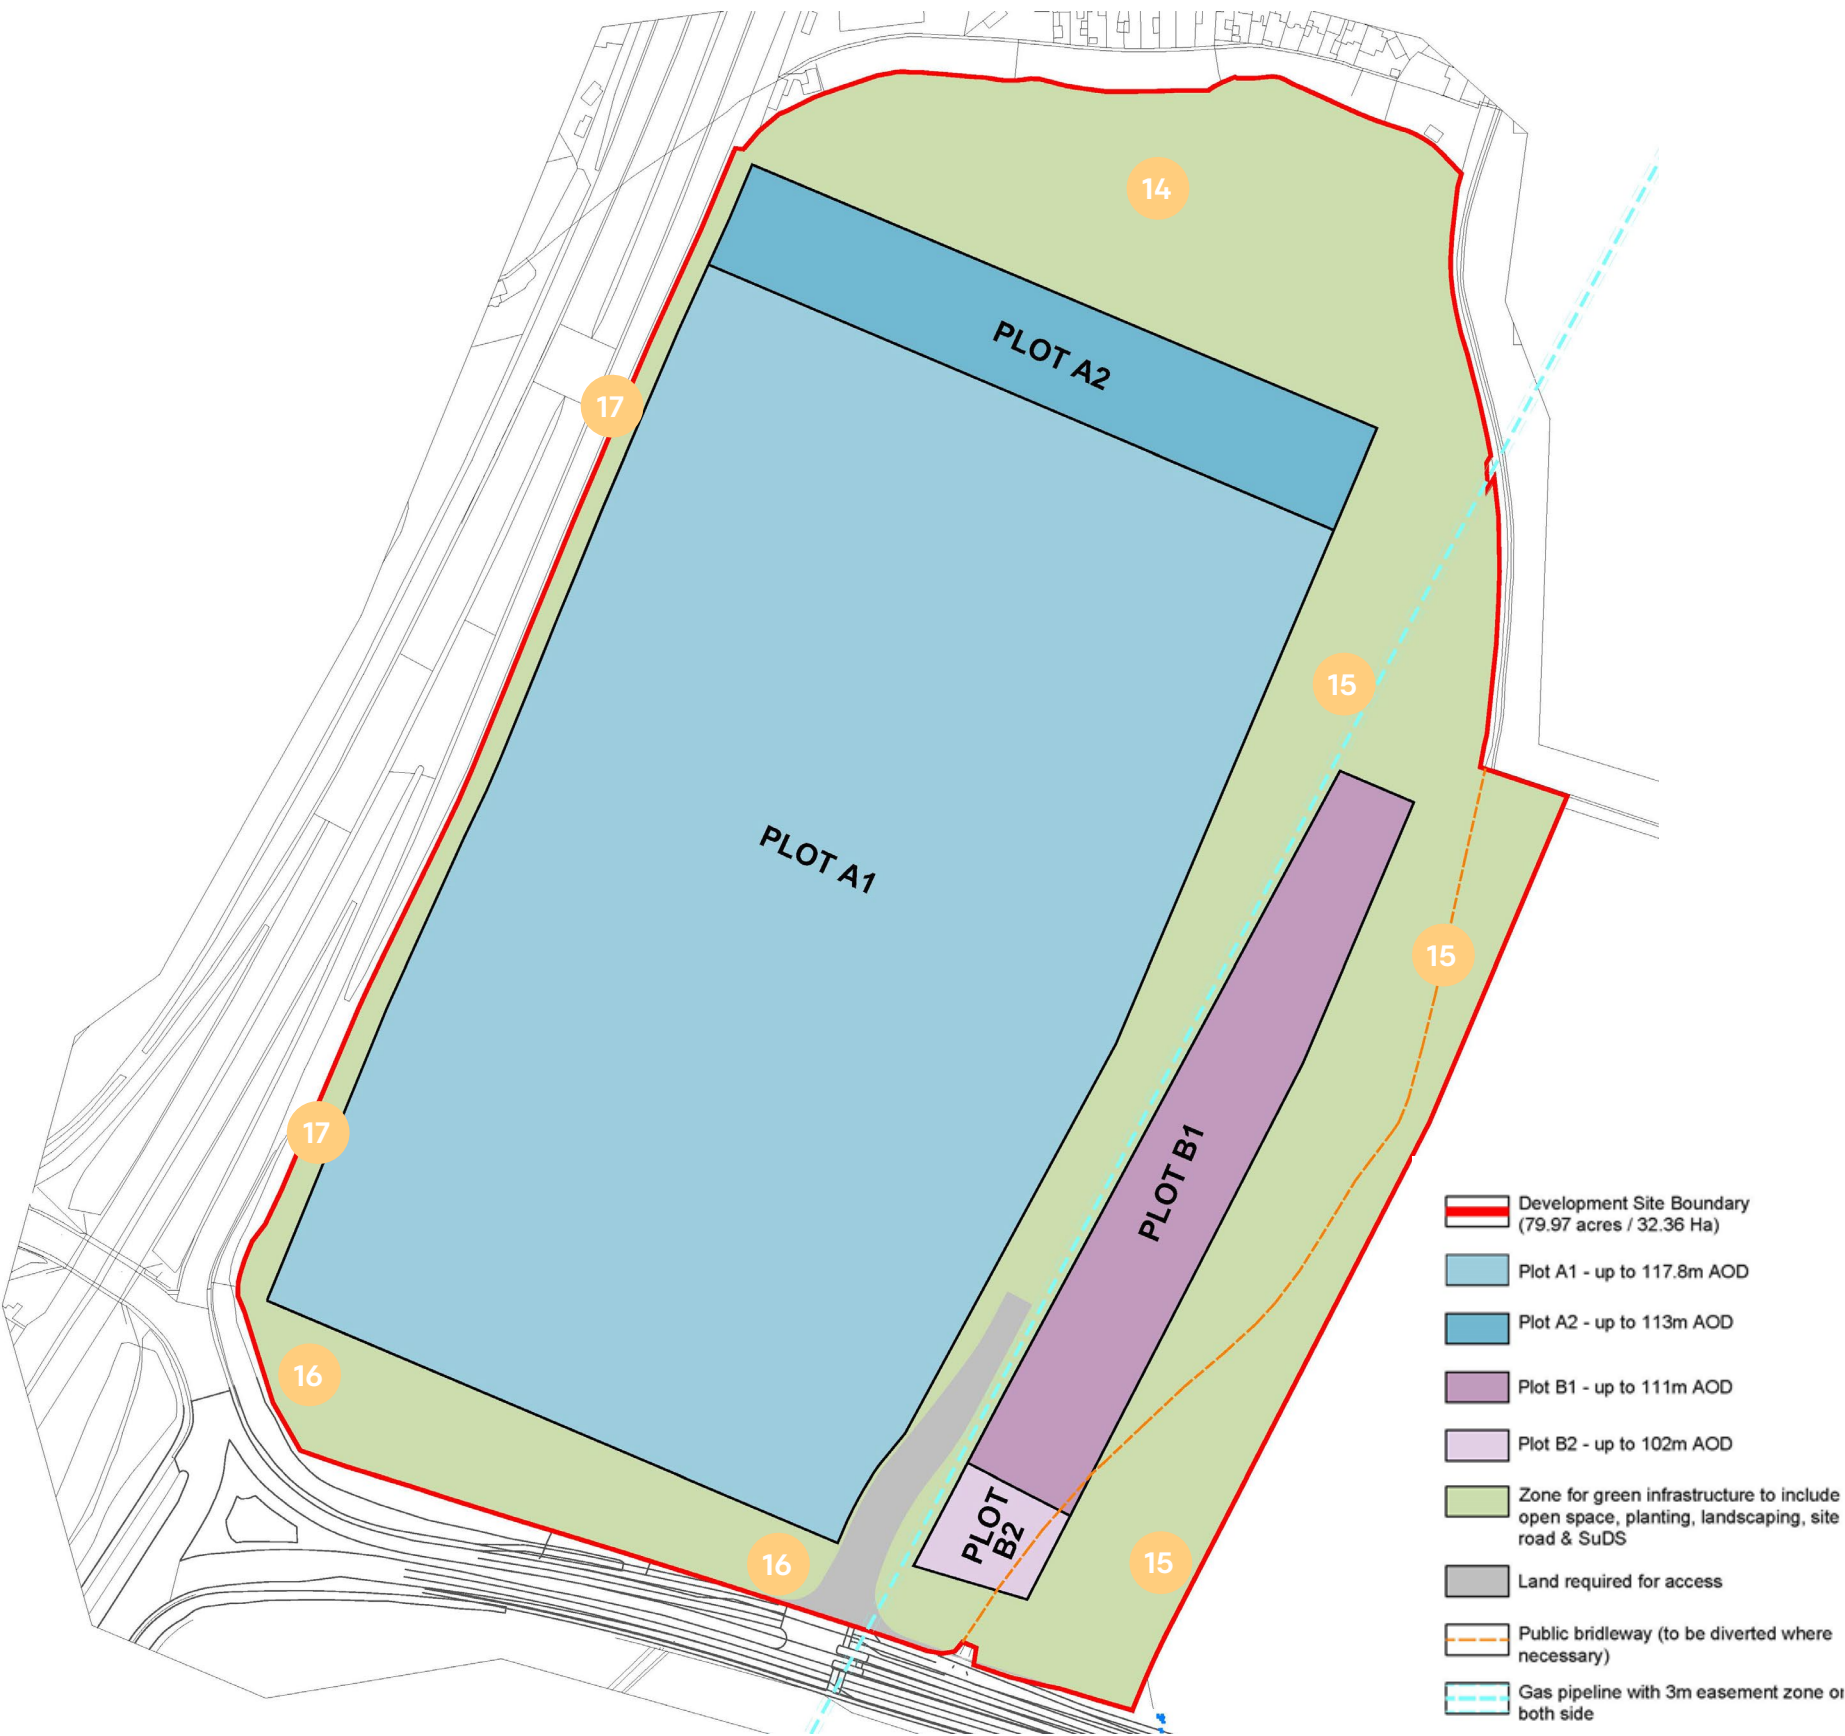 14
PLOT A2
17
15
PLOT A1
15
17
PLOT B1
16
PLOT
B2
16
15
Development Site Boundary
(79.97 acres / 32.36 Ha)
Plot A1 - up to 117.8m AOD
Plot A2 - up to 113m AOD
Plot B1 - up to 111m AOD
Plot B2 - up to 102m AOD
Zone for green infrastructure to include
open space, planting, landscaping, site
road & SuDS
Land required for access
Public bridleway (to be diverted where
necessary)
Gas pipeline with 3m easement zone or
both side